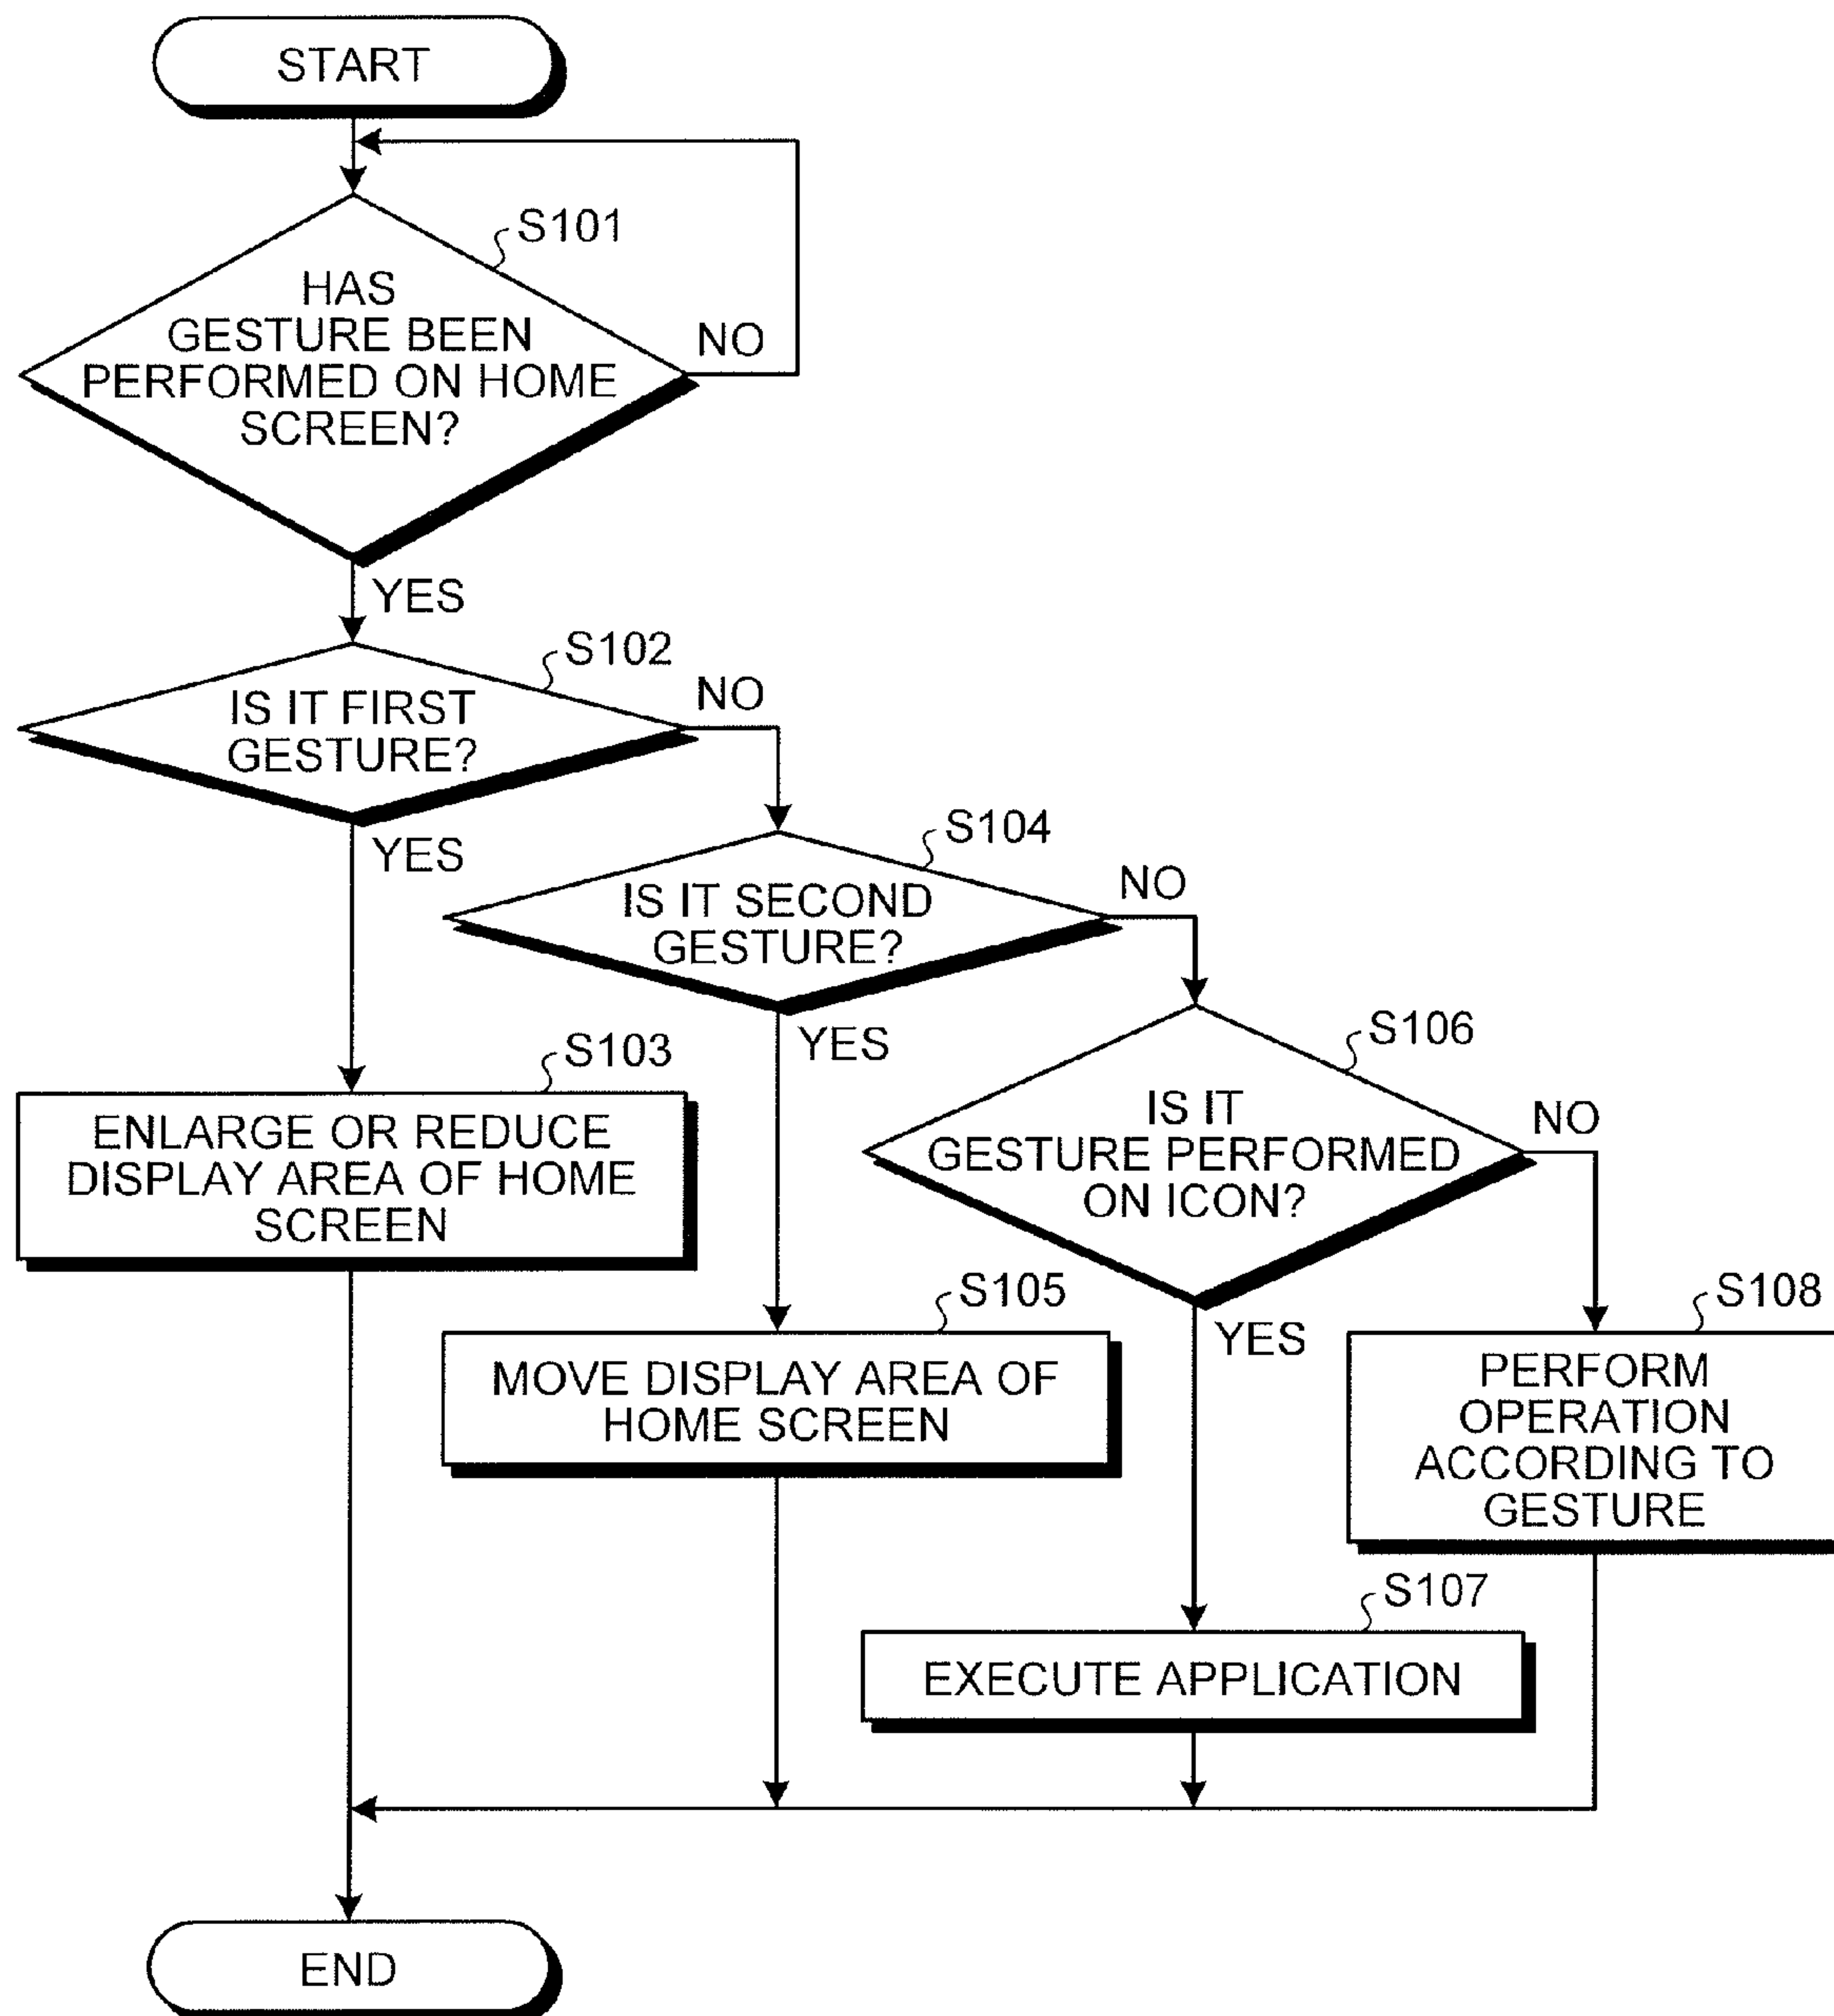 START
S101
HAS
GESTURE BEEN
PERFORMED ON HOME
SCREEN?
NO
YES
S102
IS IT FIRST
GESTURE?
NO
YES
S104
IS IT SECOND
GESTURE?
NO
YES
S106
IS IT
GESTURE PERFORMED
ON ICON?
NO
YES
S103
ENLARGE OR REDUCE
DISPLAY AREA OF HOME
SCREEN
S105
MOVE DISPLAY AREA OF
HOME SCREEN
S108
PERFORM
OPERATION
ACCORDING TO
GESTURE
S107
EXECUTE APPLICATION
END